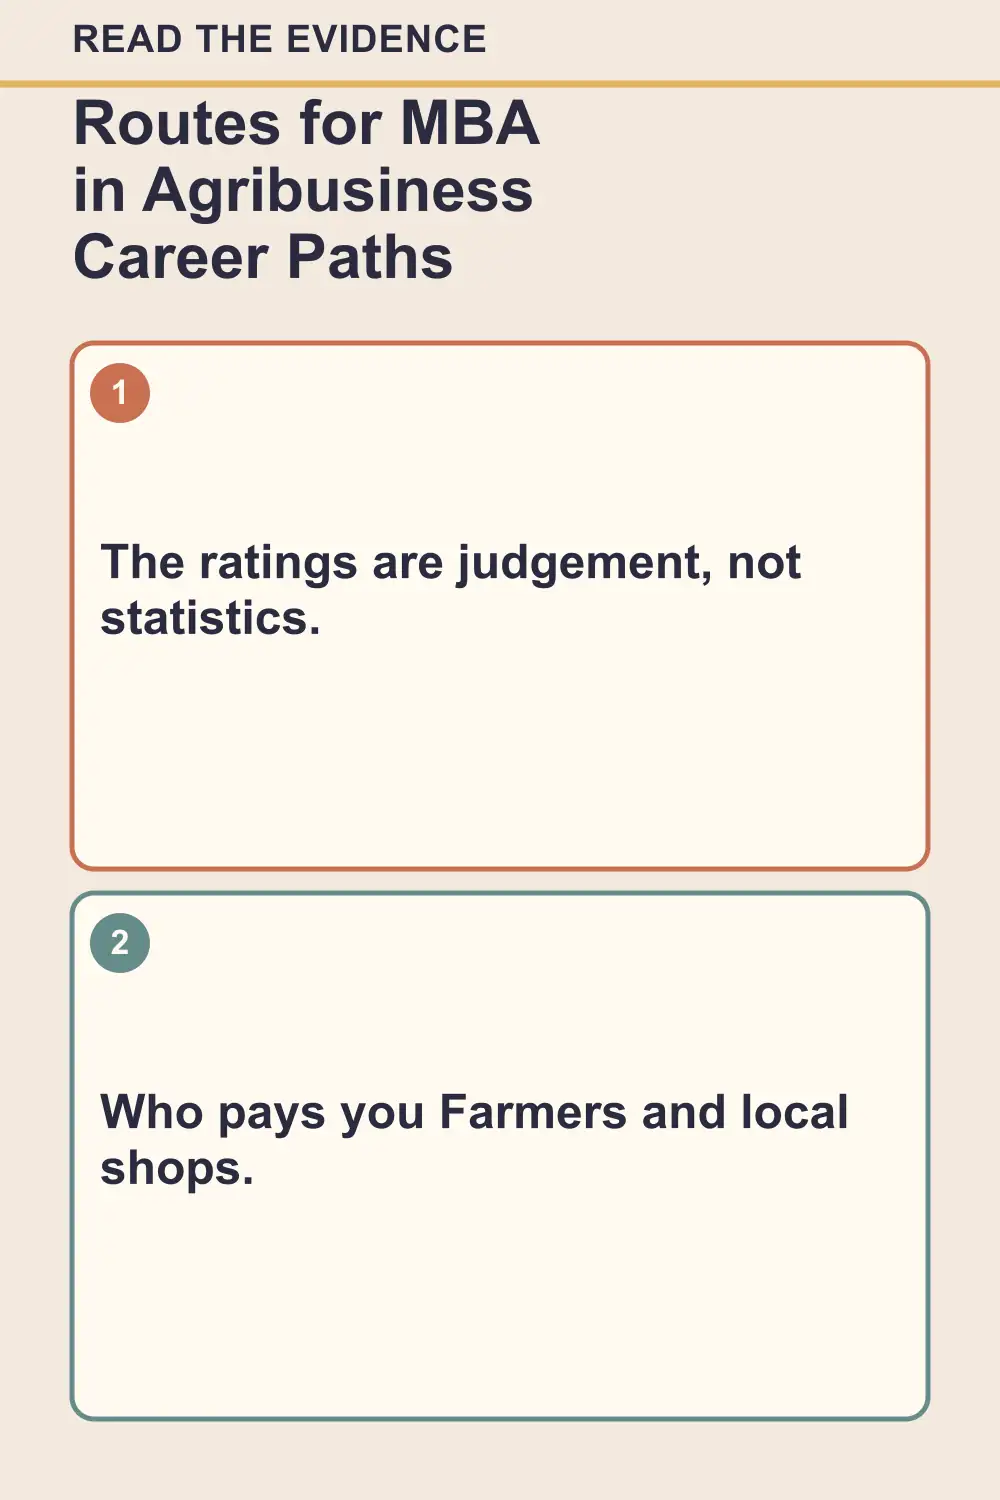 READ THE EVIDENCE
Routes for MBA
in Agribusiness
Career Paths
1
The ratings are judgement, not
statistics.
2
Who pays you Farmers and local
shops.